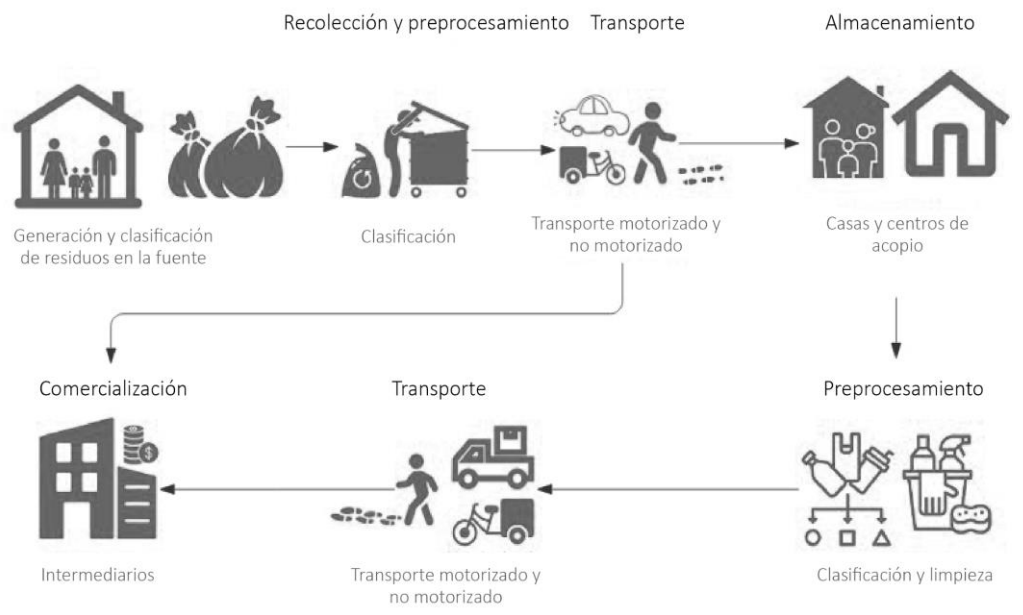 Recolección y preprocesamiento
Transporte
Almacenamiento
Generación y clasificación
de residuos en la fuente
Clasificación
Transporte motorizado y
no motorizado
Casas y centros de
acopio
Comercialización
Transporte
Preprocesamiento
$
Intermediarios
Transporte motorizado y
no motorizado
Clasificación y limpieza